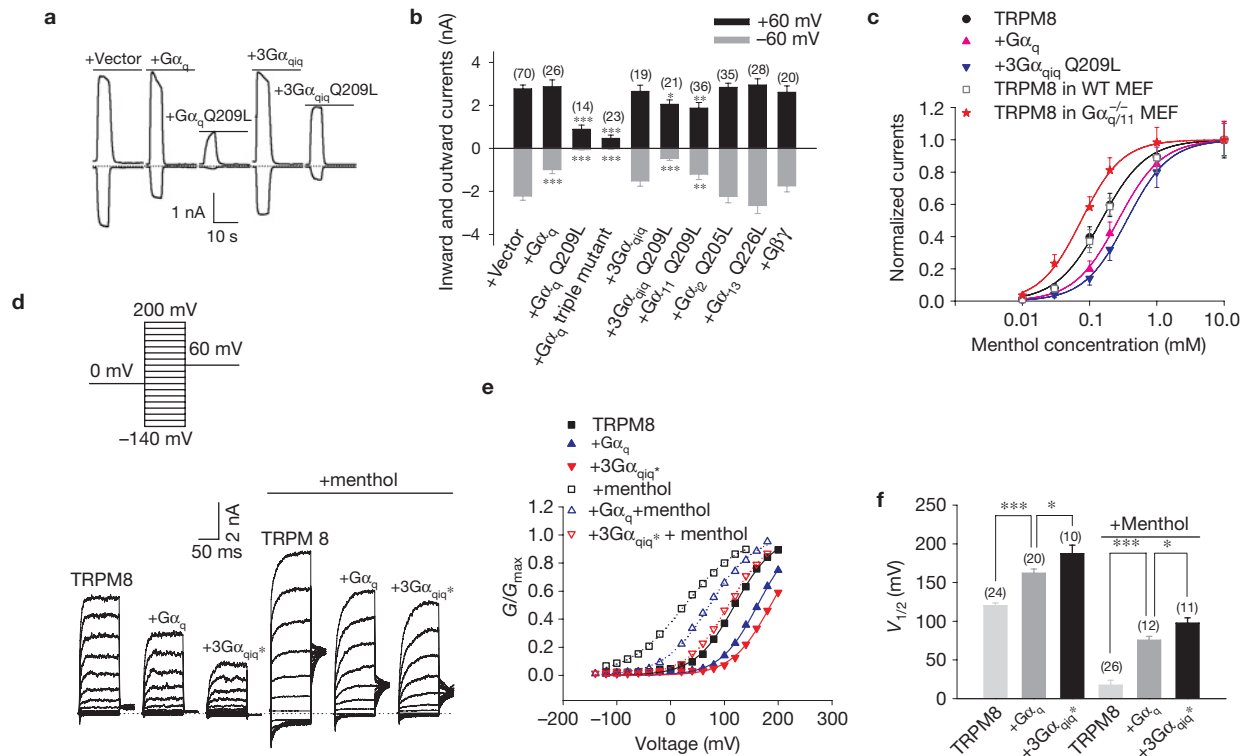 a
+Vector
+Gαq
+GαqQ209L
+3Gαqiq
+3Gαqiq Q209L
1 nA
10 s
b
+60 mV
−60 mV
Inward and outward currents (nA)
6
4
2
0
−2
−4
(70)
(26)
(14)
(23)
(19)
(21)
(36)
(35)
(28)
(20)
***
***
*
**
***
***
***
***
**
+Vector
+Gαq
+Gαq Q209L
+Gαq triple mutant
+3Gαqiq
+3Gαqiq Q209L
+Gα11 Q209L
+Gαi2 Q205L
+Gα13 Q226L
+Gβγ
c
TRPM8
+Gαq
+3Gαqiq Q209L
TRPM8 in WT MEF
TRPM8 in Gαq/11−/− MEF
Normalized currents
1.0
0.8
0.6
0.4
0.2
0.0
0.01
0.1
1.0
10.0
Menthol concentration (mM)
d
200 mV
60 mV
0 mV
−140 mV
2 nA
50 ms
+menthol
TRPM8
+Gαq
+3Gαqiq*
TRPM 8
+Gαq
+3Gαqiq*
e
TRPM8
+Gαq
+3Gαqiq*
+menthol
+Gαq+menthol
+3Gαqiq* + menthol
G/Gmax
1.2
1.0
0.8
0.6
0.4
0.2
0.0
−200
−100
0
100
200
300
Voltage (mV)
f
V1/2 (mV)
250
200
150
100
50
0
+Menthol
***
*
***
*
(24)
(20)
(10)
(26)
(12)
(11)
TRPM8
+Gαq
+3Gαqiq*
TRPM8
+Gαq
+3Gαqiq*